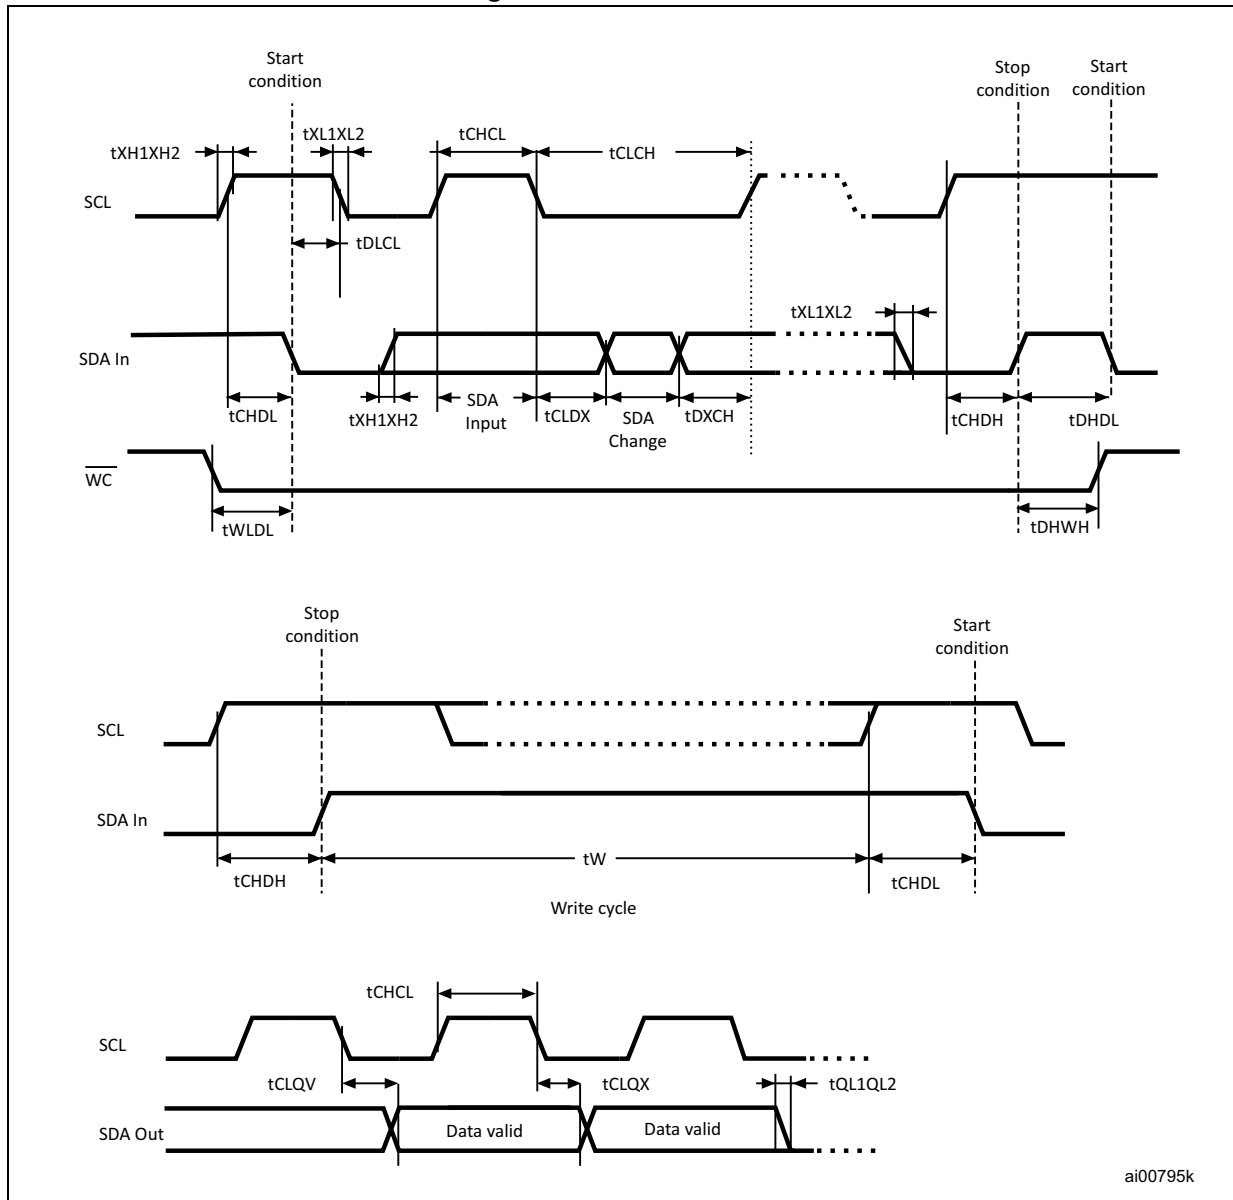 Start
condition
Stop
condition
Start
condition
tXH1XH2
tXL1XL2
tCHCL
tCLCH
SCL
tDLCL
tXL1XL2
SDA In
tCHDL
tXH1XH2
SDA
Input
tCLDX
SDA
Change
tDXCH
tCHDH
tDHDL
WC
tWLDL
tDHWH
Stop
condition
Start
condition
SCL
SDA In
tCHDH
tW
tCHDL
Write cycle
tCHCL
SCL
tCLQV
tCLQX
tQL1QL2
SDA Out
Data valid
Data valid
ai00795k